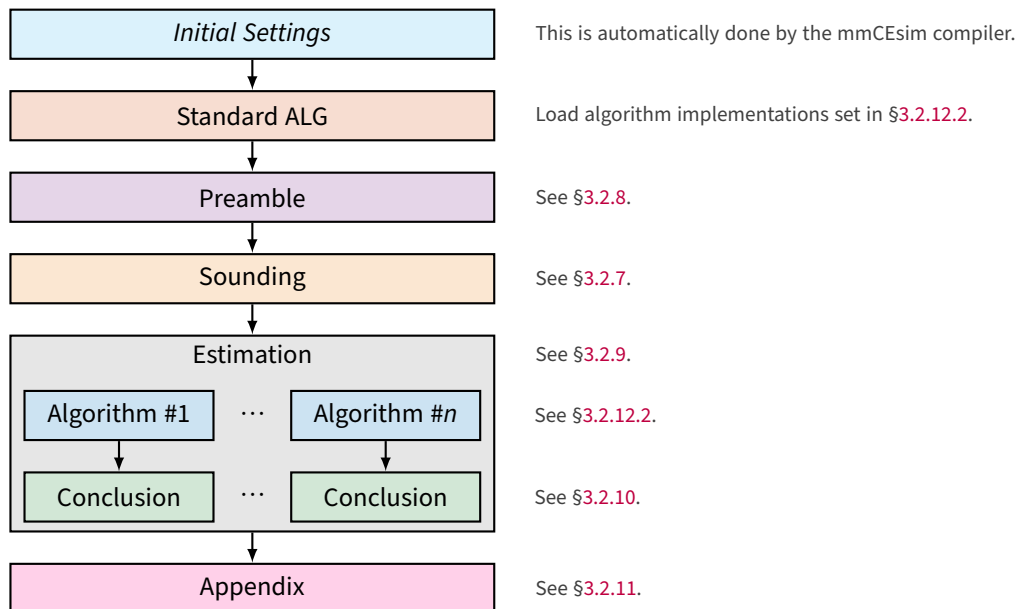 Initial Settings
This is automatically done by the mmCEsim compiler.
Standard ALG
Load algorithm implementations set in §3.2.12.2.
Preamble
See §3.2.8.
Sounding
See §3.2.7.
Estimation
See §3.2.9.
Algorithm #1 ⋯ Algorithm #n
See §3.2.12.2.
Conclusion ⋯ Conclusion
See §3.2.10.
Appendix
See §3.2.11.